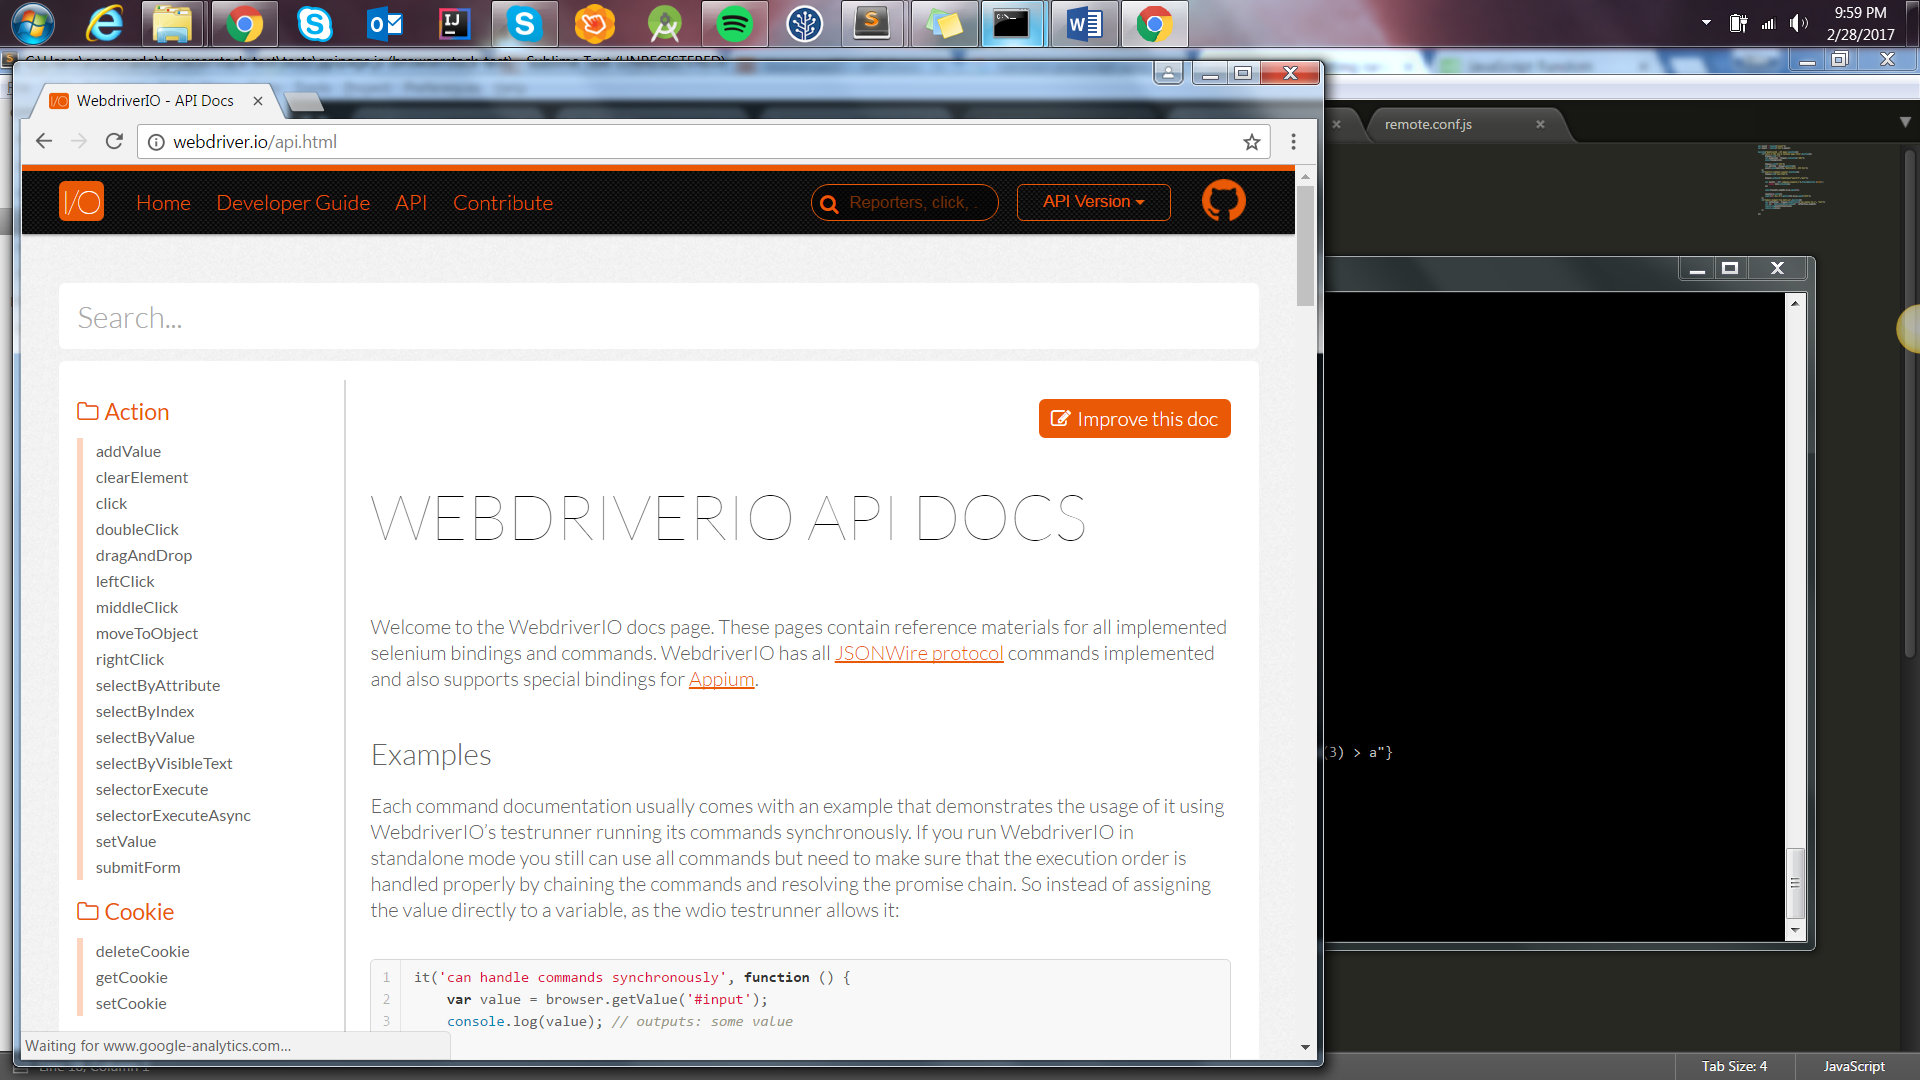 9:59 PM
2/28/2017
WebdriverIO - API Docs
webdriver.io/api.html
remote.conf.js
I/O
Home
Developer Guide
API
Contribute
Reporters, click, .
API Version
Search...
Action
addValue
clearElement
click
doubleClick
dragAndDrop
leftClick
middleClick
moveToObject
rightClick
selectByAttribute
selectByIndex
selectByValue
selectByVisibleText
selectorExecute
selectorExecuteAsync
setValue
submitForm
Cookie
deleteCookie
getCookie
setCookie
Improve this doc
WEBDRIVERIO API DOCS
Welcome to the WebdriverIO docs page. These pages contain reference materials for all implemented
selenium bindings and commands. WebdriverIO has all JSONWire protocol commands implemented
and also supports special bindings for Appium.
Examples
Each command documentation usually comes with an example that demonstrates the usage of it using
WebdriverIO’s testrunner running its commands synchronously. If you run WebdriverIO in
standalone mode you still can use all commands but need to make sure that the execution order is
handled properly by chaining the commands and resolving the promise chain. So instead of assigning
the value directly to a variable, as the wdio testrunner allows it:
1 it('can handle commands synchronously', function () {
2 var value = browser.getValue('#input');
3 console.log(value); // outputs: some value
(3) > a"}
Waiting for www.google-analytics.com...
Tab Size: 4
JavaScript